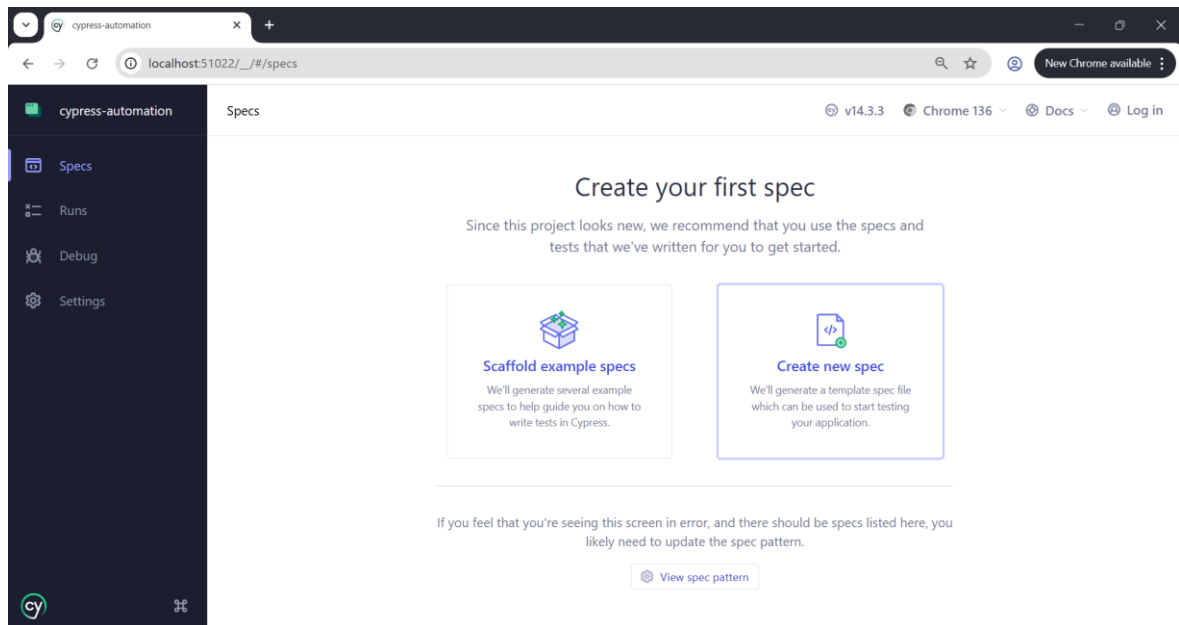 cypress-automation
localhost:51022/__/#/specs
New Chrome available
cypress-automation
Specs
v14.3.3
Chrome 136
Docs
Log in
Specs
Runs
Debug
Settings
Create your first spec
Since this project looks new, we recommend that you use the specs and
tests that we've written for you to get started.
Scaffold example specs
We'll generate several example
specs to help guide you on how to
write tests in Cypress.
Create new spec
We'll generate a template spec file
which can be used to start testing
your application.
If you feel that you're seeing this screen in error, and there should be specs listed here, you
likely need to update the spec pattern.
View spec pattern
cy